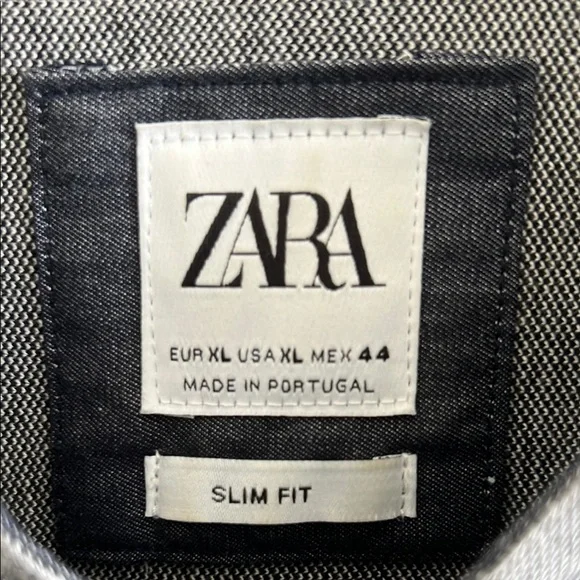 ZARA
EUR XL USA XL MEX 44
MADE IN PORTUGAL
SLIM FIT